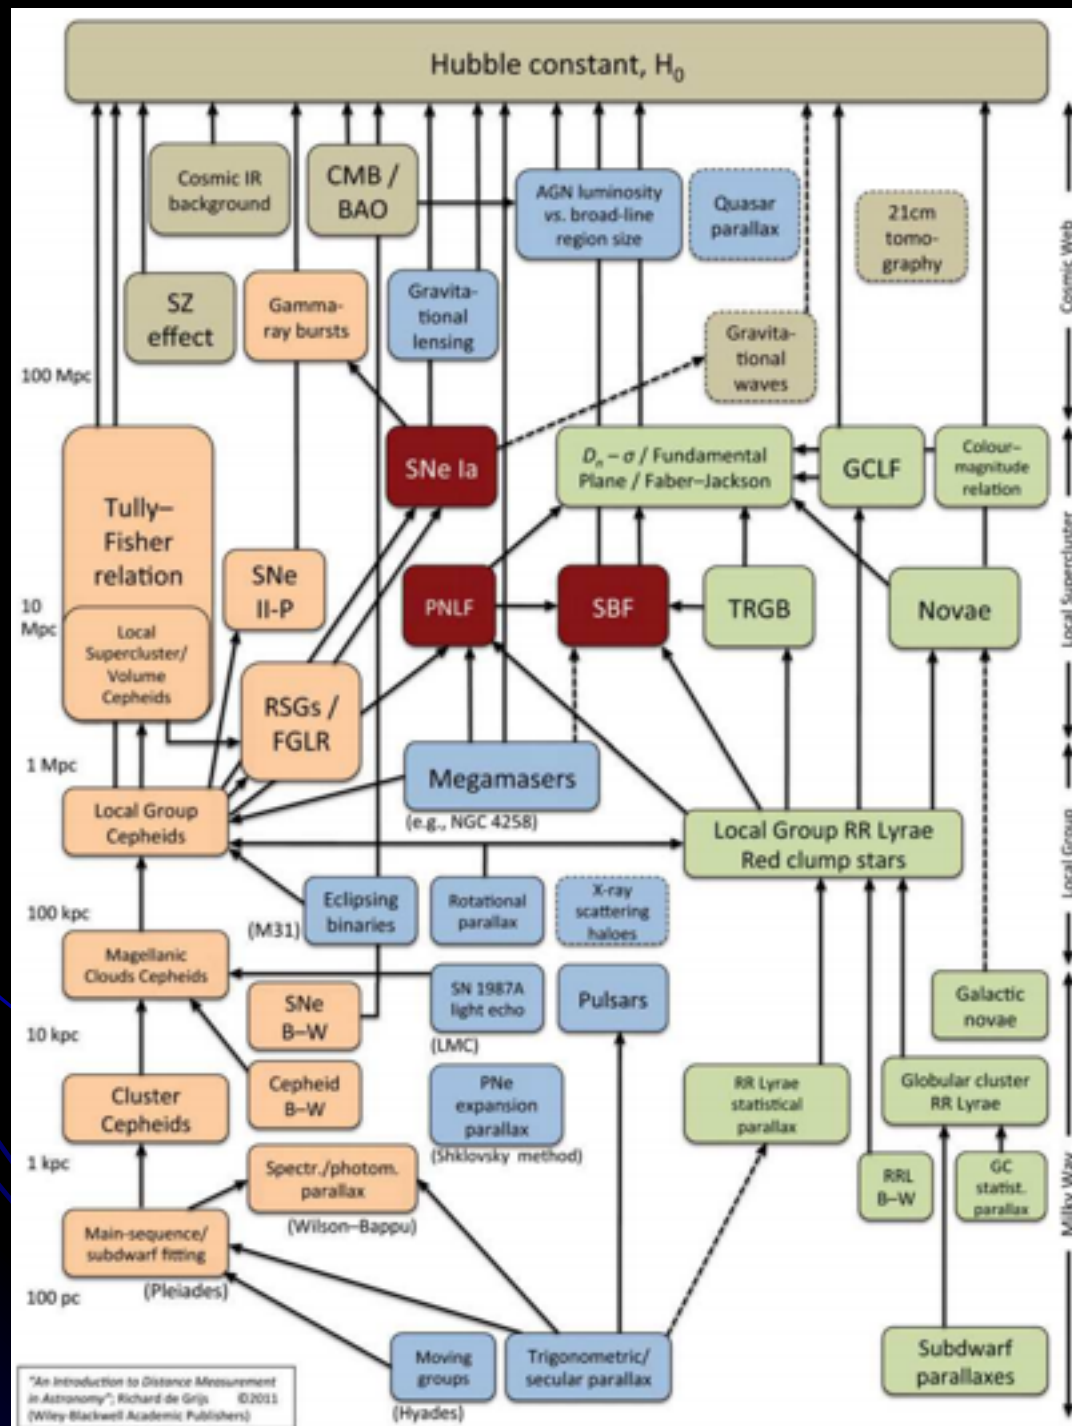 Hubble constant, H₀
Cosmic IR
background
CMB /
BAO
AGN luminosity
vs. broad-line
region size
Quasar
parallax
21cm
tomo-
graphy
SZ
effect
Gamma-
ray bursts
Gravita-
tional
lensing
Gravita-
tional
waves
Cosmic Web
100 Mpc
Tully–
Fisher
relation
SNe Ia
Dₙ – σ / Fundamental
Plane / Faber–Jackson
GCLF
Colour–
magnitude
relation
SNe
II-P
PNLF
SBF
TRGB
Novae
Local Supercluster
10
Mpc
Local
Supercluster/
Volume
Cepheids
RSGs /
FGLR
1 Mpc
Megamasers
(e.g., NGC 4258)
Local Group
Cepheids
Local Group RR Lyrae
Red clump stars
Local Group
100 kpc
(M31)
Eclipsing
binaries
Rotational
parallax
X-ray
scattering
haloes
Magellanic
Clouds Cepheids
SNe
B–W
SN 1987A
light echo
(LMC)
Pulsars
Galactic
novae
10 kpc
Cluster
Cepheids
Cepheid
B–W
PNe
expansion
parallax
(Shklovsky method)
RR Lyrae
statistical
parallax
Globular cluster
RR Lyrae
1 kpc
Spectr./photom.
parallax
(Wilson–Bappu)
RRL
B–W
GC
statist.
parallax
Milky Way
Main-sequence/
subdwarf fitting
(Pleiades)
100 pc
Moving
groups
(Hyades)
Trigonometric/
secular parallax
Subdwarf
parallaxes
"An Introduction to Distance Measurement
in Astronomy"; Richard de Grijs ©2011
(Wiley-Blackwell Academic Publishers)